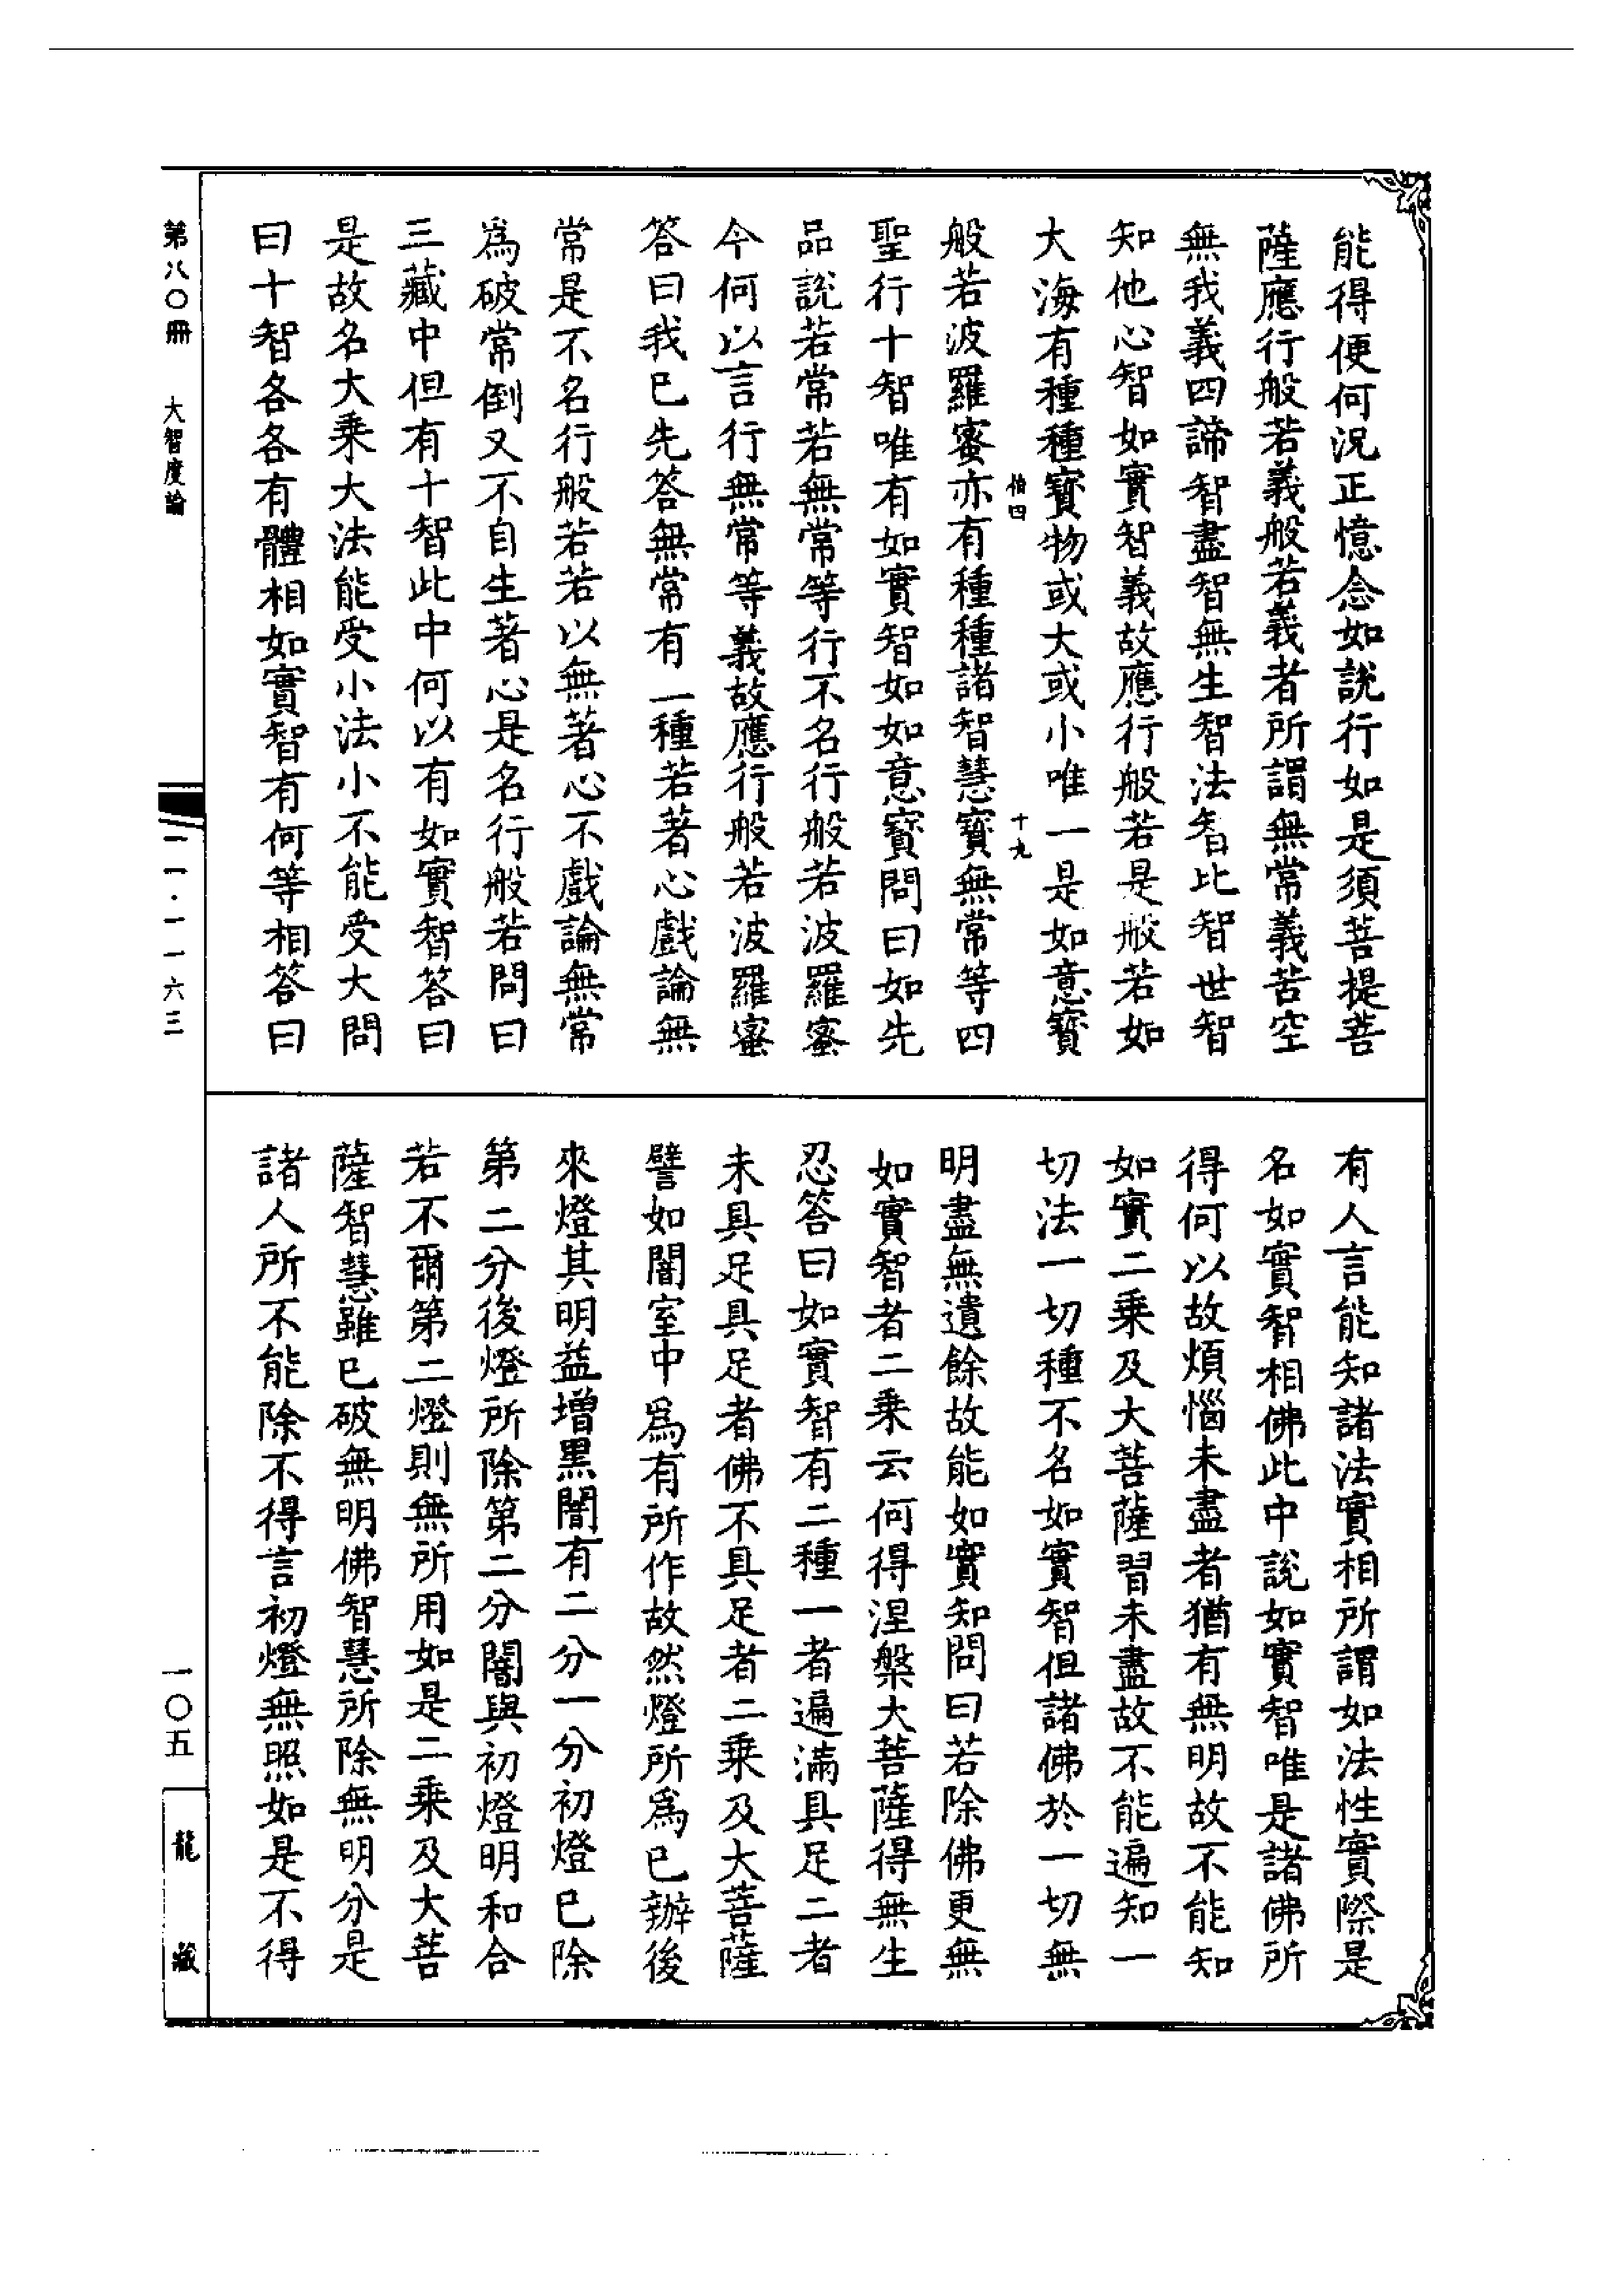 能得便何況正憶念如說行如是須菩提菩
薩應行般若義般若義者所謂無常義苦空
無我義四諦智盡智無生智法智比智世智
知他心智如實智義故應行般若是般若如
大海有種種寶物或大或小唯一是如意寶
伯四
十九
般若波羅蜜亦有種種諸智慧寶無常等四
聖行十智唯有如實智如如意寶問曰如先
品說若常若無常等行不名行般若波羅蜜
今何以言行無常等義故應行般若波羅蜜
答曰我已先答無常有一種若著心戲論無
常是不名行般若若以無著心不戲論無常
為破常倒又不自生著心是名行般若問曰
三藏中但有十智此中何以有如實智答曰
是故名大乘大法能受小法小不能受大問
曰十智各各有體相如實智有何等相答曰
有人言能知諸法實相所謂如法性實際是
名如實智相佛此中說如實智唯是諸佛所
得何以故煩惱未盡者猶有無明故不能知
如實二乘及大菩薩習未盡故不能遍知一
切法一切種不名如實智但諸佛於一切無
明盡無遺餘故能如實知問曰若除佛更無
如實智者二乘云何得涅槃大菩薩得無生
忍答曰如實智有二種一者遍滿具足二者
未具足具足者佛不具足者二乘及大菩薩
譬如闇室中為有所作故然燈所為已辦後
來燈其明益增黑闇有二分一分初燈已除
第二分後燈所除第二分闇與初燈明和合
若不爾第二燈則無所用如是二乘及大菩
薩智慧雖已破無明佛智慧所除無明分是
諸人所不能除不得言初燈無照如是不得
第八〇冊
大智度論
一一·一一六三
一〇五
龍藏